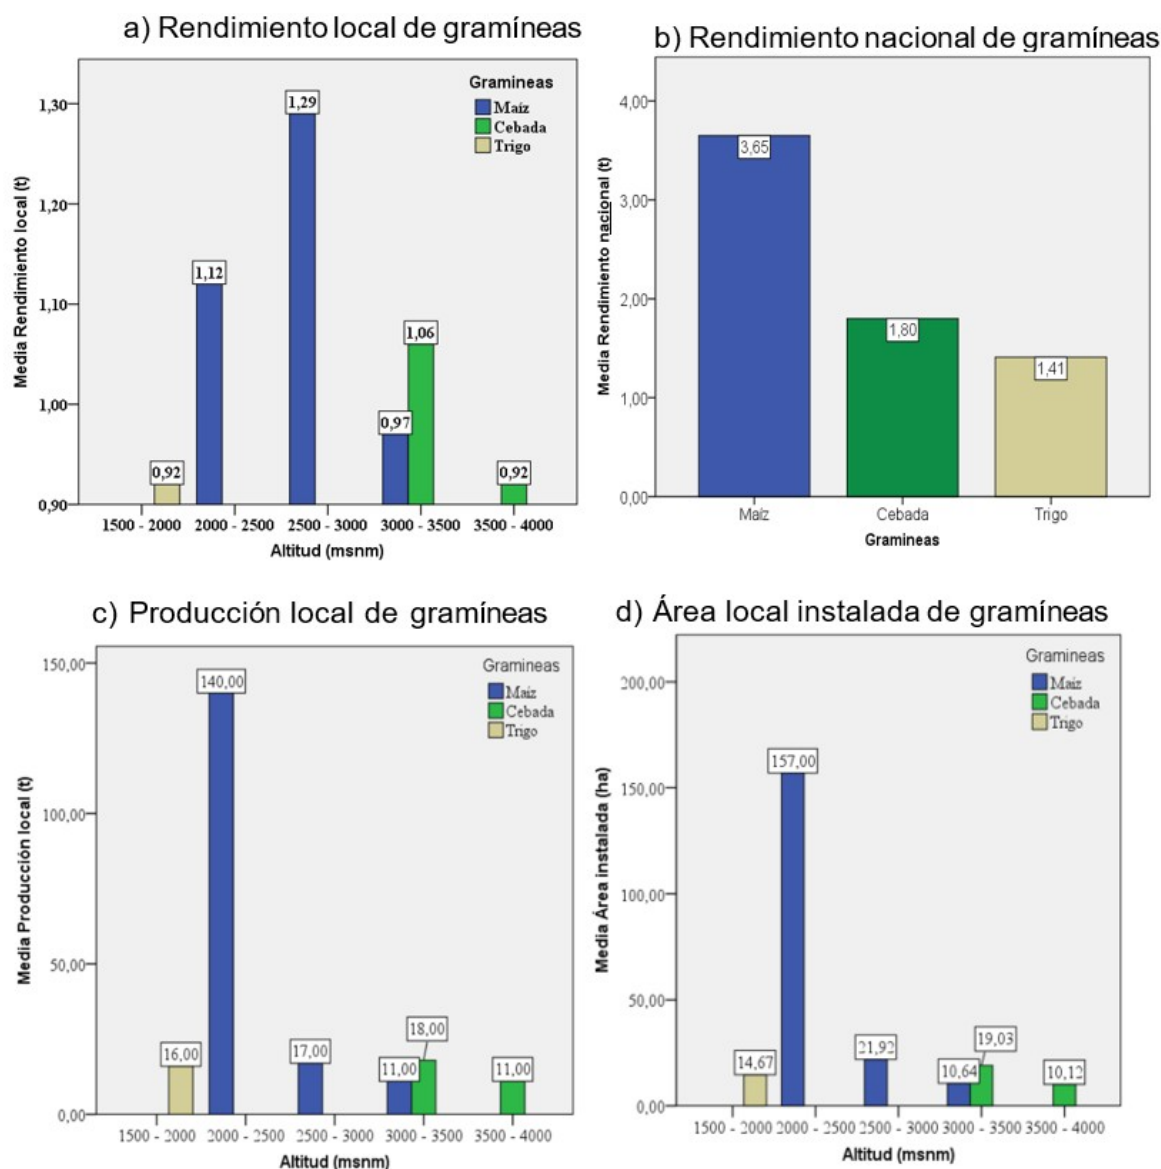 a) Rendimiento local de gramíneas
Gramineas
Maíz
Cebada
Trigo
Media Rendimiento local (t)
1,30
1,20
1,10
1,00
0,90
0,92
1,12
1,29
0,97
1,06
0,92
1500 - 2000
2000 - 2500
2500 - 3000
3000 - 3500
3500 - 4000
Altitud (msnm)
b) Rendimiento nacional de gramíneas
Media Rendimiento nacional (t)
4,00
3,00
2,00
1,00
0,00
3,65
1,80
1,41
Maíz
Cebada
Trigo
Gramineas
c) Producción local de gramíneas
Gramineas
Maíz
Cebada
Trigo
Media Producción local (t)
150,00
100,00
50,00
0,00
16,00
140,00
17,00
11,00
18,00
11,00
1500 - 2000
2000 - 2500
2500 - 3000
3000 - 3500
3500 - 4000
Altitud (msnm)
d) Área local instalada de gramíneas
Gramineas
Maíz
Cebada
Trigo
Media Área instalada (ha)
200,00
150,00
100,00
50,00
0,00
14,67
157,00
21,92
10,64
19,03
10,12
1500 - 2000
2000 - 2500
2500 - 3000
3000 - 3500
3500 - 4000
Altitud (msnm)